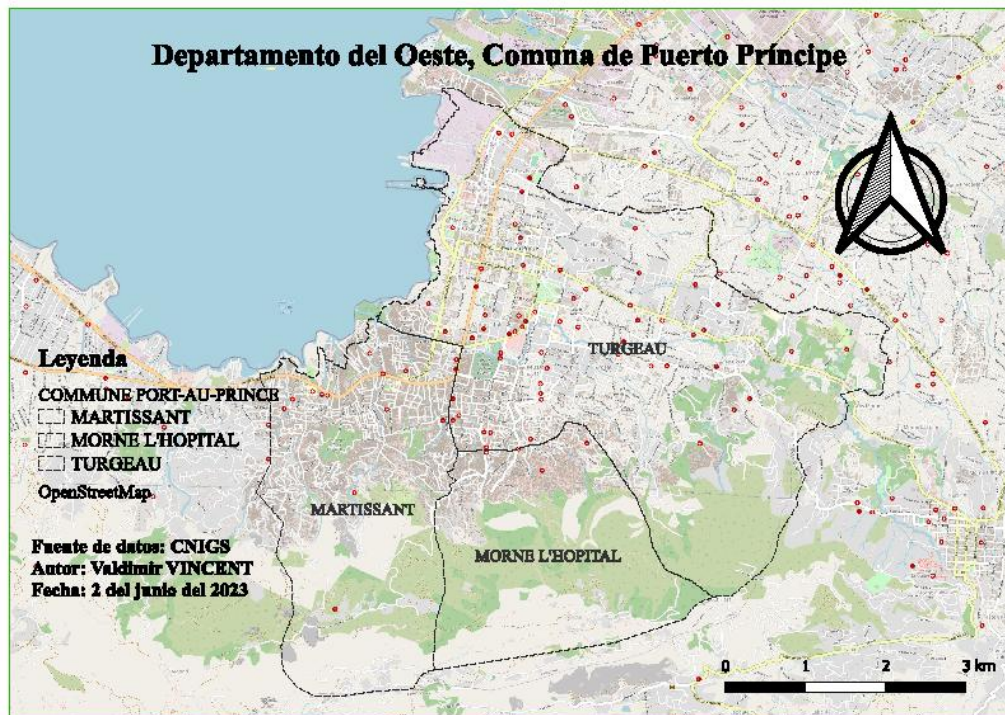 Departamento del Oeste, Comuna de Puerto Príncipe
TURGEAU
Leyenda
COMMUNE PORT-AU-PRINCE
MARTISSANT
MORNE L'HOPITAL
TURGEAU
OpenStreetMap
MARTISSANT
MORNE L'HOPITAL
Fuente de datos: CNIGS
Autor: Valdimir VINCENT
Fecha: 2 del junio del 2023
0 1 2 3 km